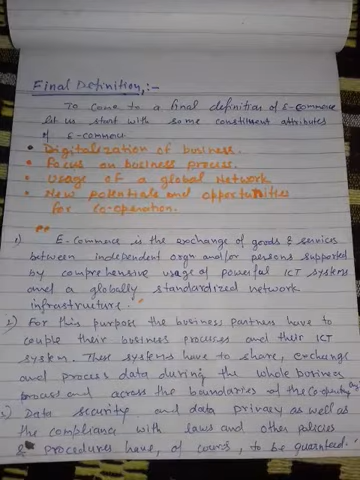 Final Definition,:-
To come to a final definition of E-commerce
let us start with some constituent attributes
of E-commerce
• Digitalization of business.
• Focus on business process.
• Usage of a global Network
• New potentials and opportunities
for co-operation.
"
1) E-Commerce is the exchange of goods & services
between independent orgn and/or persons supported
by comprehensive usage of powerful ICT systems
and a globally standardized network
infrastructure. "
2) For this purpose the business partners have to
couple their business processes and their ICT
system. These systems have to share, exchange
and process data during the whole business
process and across the boundaries of the
3) Data security and data privacy as well as
the compliance with laws and other policies
& procedures have, of cours, to be guaranteed.